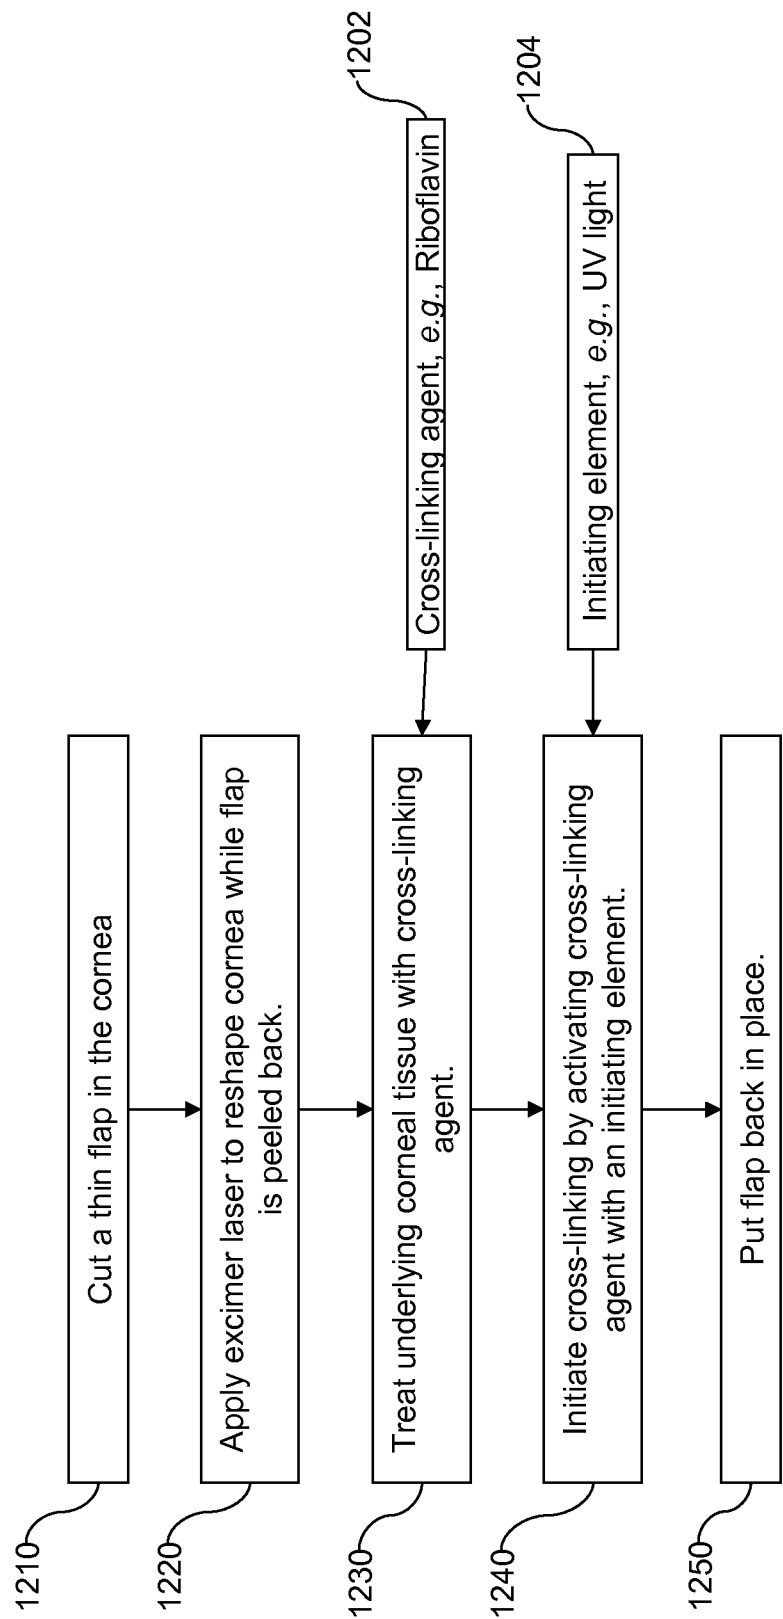 1210
Cut a thin flap in the cornea
1220
Apply excimer laser to reshape cornea while flap
is peeled back.
1230
Treat underlying corneal tissue with cross-linking
agent.
Cross-linking agent, e.g., Riboflavin
1202
1240
Initiate cross-linking by activating cross-linking
agent with an initiating element.
Initiating element, e.g., UV light
1204
1250
Put flap back in place.